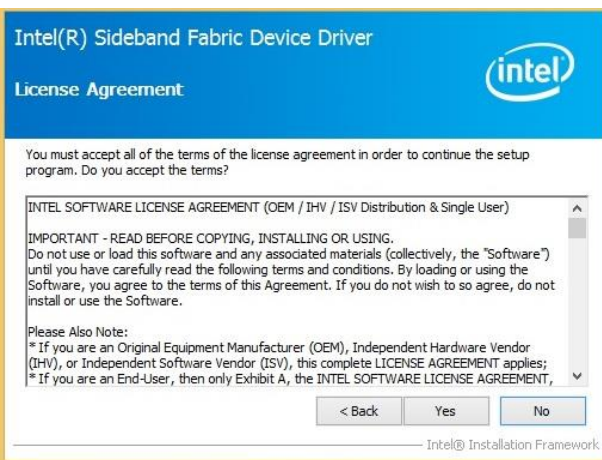 Intel(R) Sideband Fabric Device Driver
intel
License Agreement
You must accept all of the terms of the license agreement in order to continue the setup
program. Do you accept the terms?
INTEL SOFTWARE LICENSE AGREEMENT (OEM / IHV / ISV Distribution & Single User)
IMPORTANT - READ BEFORE COPYING, INSTALLING OR USING.
Do not use or load this software and any associated materials (collectively, the "Software")
until you have carefully read the following terms and conditions. By loading or using the
Software, you agree to the terms of this Agreement. If you do not wish to so agree, do not
install or use the Software.
Please Also Note:
* If you are an Original Equipment Manufacturer (OEM), Independent Hardware Vendor
(IHV), or Independent Software Vendor (ISV), this complete LICENSE AGREEMENT applies;
* If you are an End-User, then only Exhibit A, the INTEL SOFTWARE LICENSE AGREEMENT,
< Back Yes No
Intel® Installation Framework